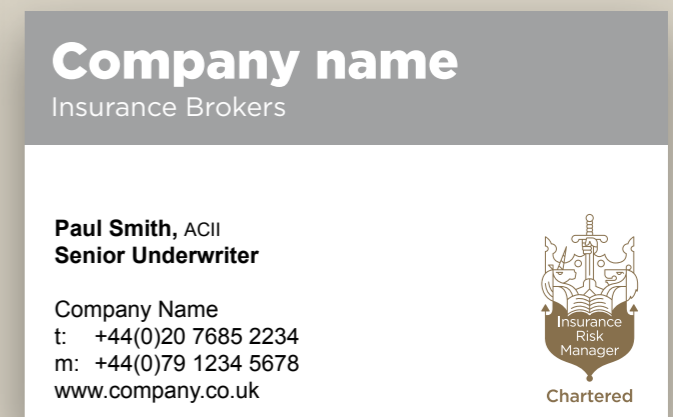 Company name
Insurance Brokers
Paul Smith, ACII
Senior Underwriter
Company Name
t: +44(0)20 7685 2234
m: +44(0)79 1234 5678
www.company.co.uk
Insurance
Risk
Manager
Chartered